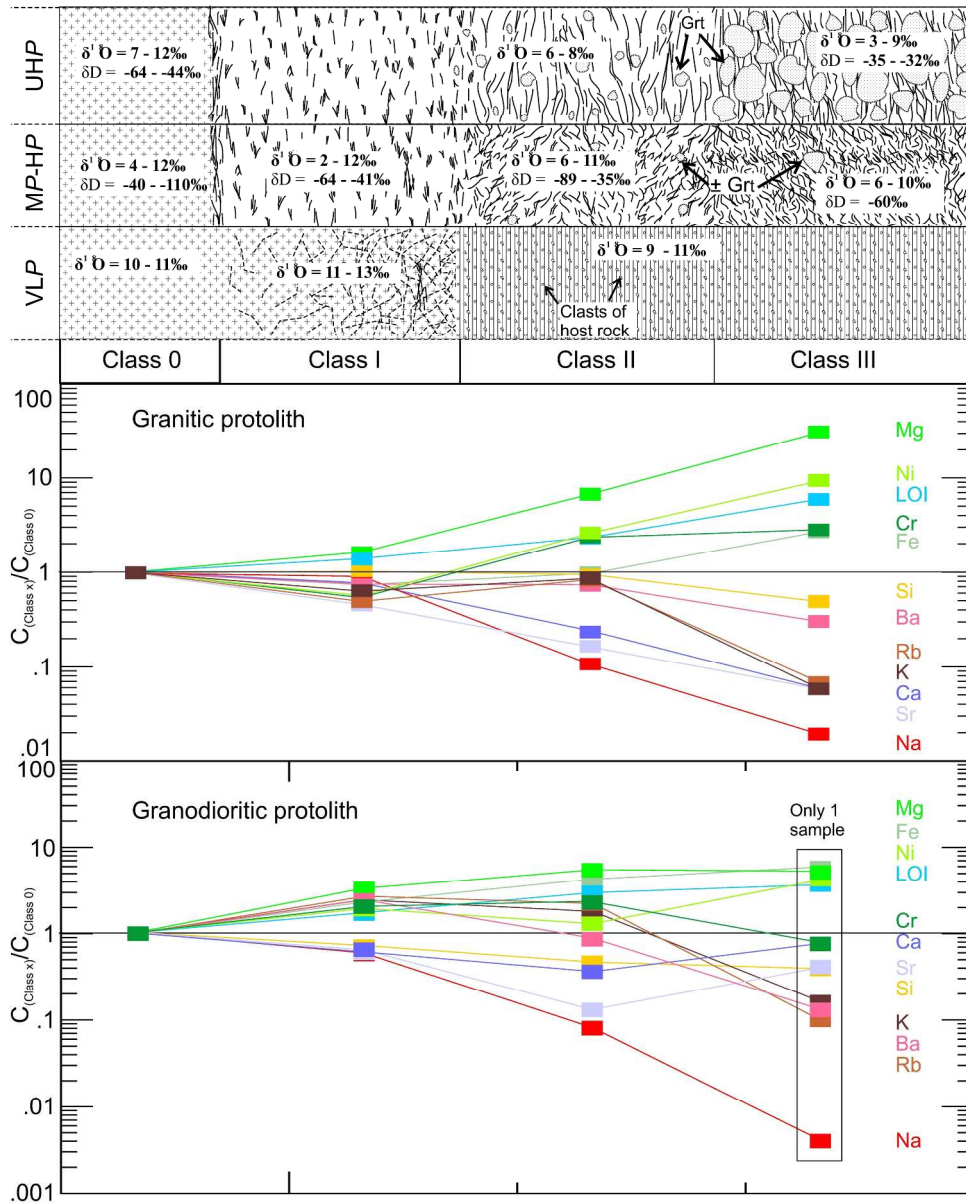 UHP
δ¹⁸O = 7 - 12‰
δD = -64 - -44‰
δ¹⁸O = 6 - 8‰
Grt
δ¹⁸O = 3 - 9‰
δD = -35 - -32‰
MP-HP
δ¹⁸O = 4 - 12‰
δD = -40 - -110‰
δ¹⁸O = 2 - 12‰
δD = -64 - -41‰
δ¹⁸O = 6 - 11‰
δD = -89 - -35‰
± Grt
δ¹⁸O = 6 - 10‰
δD = -60‰
VLP
δ¹⁸O = 10 - 11‰
δ¹⁸O = 11 - 13‰
δ¹⁸O = 9 - 11‰
Clasts of
host rock
Class 0
Class I
Class II
Class III
Granitic protolith
C(Class x)/C(Class 0)
100
10
1
.1
.01
Mg
Ni
LOI
Cr
Fe
Si
Ba
Rb
K
Ca
Sr
Na
Granodioritic protolith
C(Class x)/C(class 0)
100
10
1
0.1
.01
.001
Only 1
sample
Mg
Fe
Ni
LOI
Cr
Ca
Sr
Si
K
Ba
Rb
Na